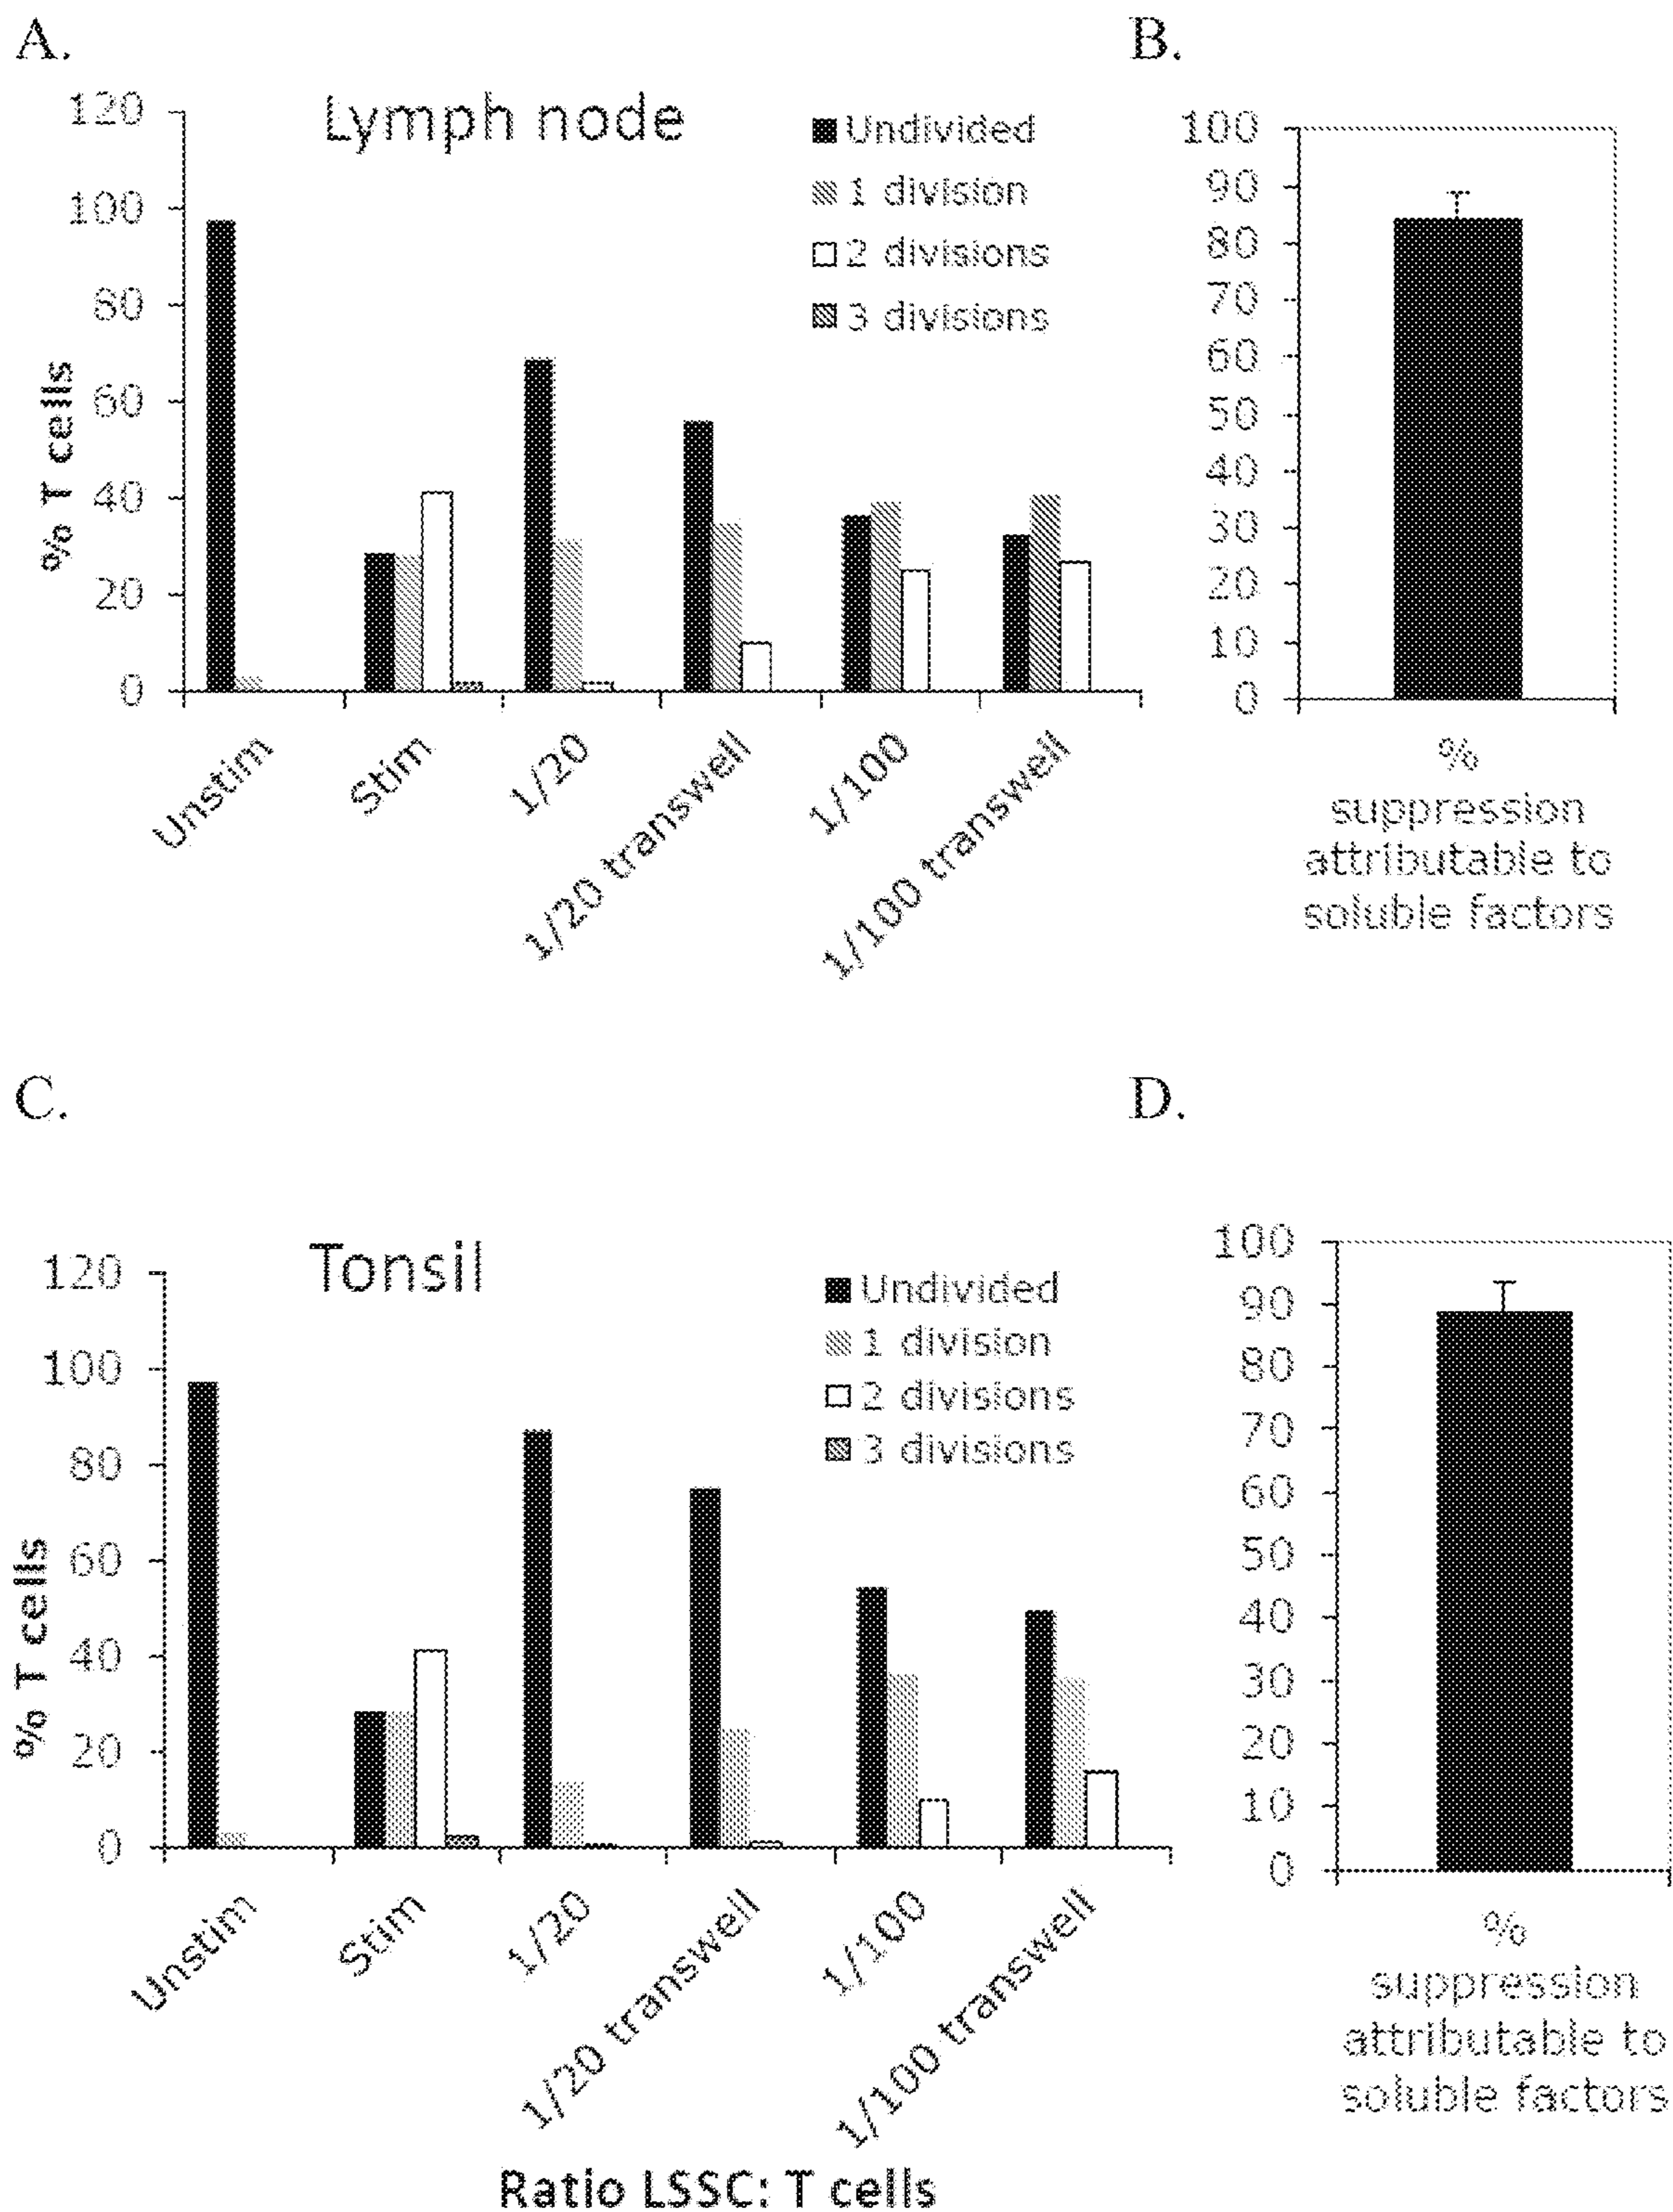 A.
Lymph node
120
100
80
60
40
20
0
% T cells
Undivided
1 division
2 divisions
3 divisions
Unstim
Stim
1/20
1/20 transwell
1/100
1/100 transwell
B.
100
90
80
70
60
50
40
30
20
10
0
%
suppression
attributable to
soluble factors
C.
Tonsil
120
100
80
60
40
20
0
% T cells
Undivided
1 division
2 divisions
3 divisions
Unstim
Stim
1/20
1/20 transwell
1/100
1/100 transwell
Ratio LSSC: T cells
D.
100
90
80
70
60
50
40
30
20
10
0
%
suppression
attributable to
soluble factors